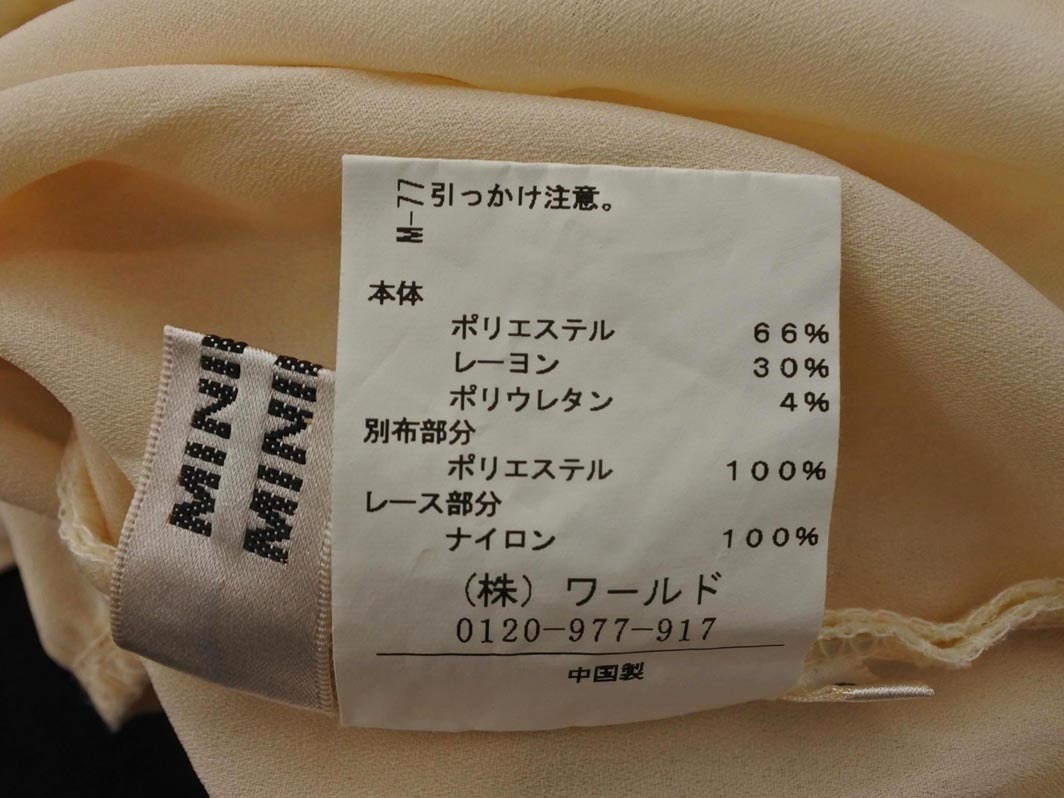 M-77
引っかけ注意。
本体
ポリエステル 66%
レーヨン 30%
ポリウレタン 4%
別布部分
ポリエステル 100%
レース部分
ナイロン 100%
(株) ワールド
0120-977-917
中国製
MINI
MINI